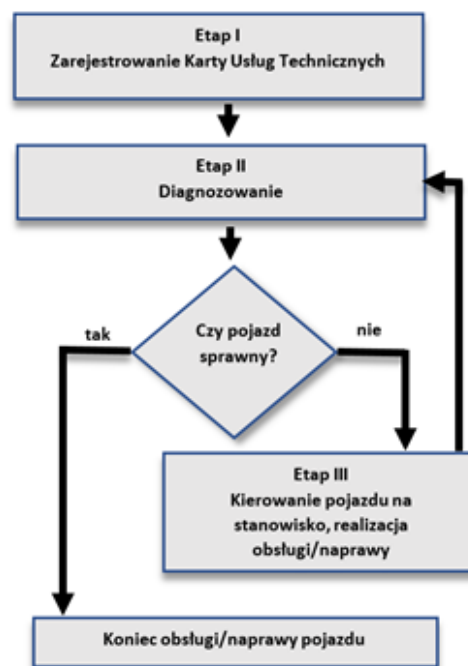 Etap I
Zarejestrowanie Karty Usług Technicznych
Etap II
Diagnozowanie
Czy pojazd
sprawny?
tak
nie
Etap III
Kierowanie pojazdu na
stanowisko, realizacja
obsługi/naprawy
Koniec obsługi/naprawy pojazdu